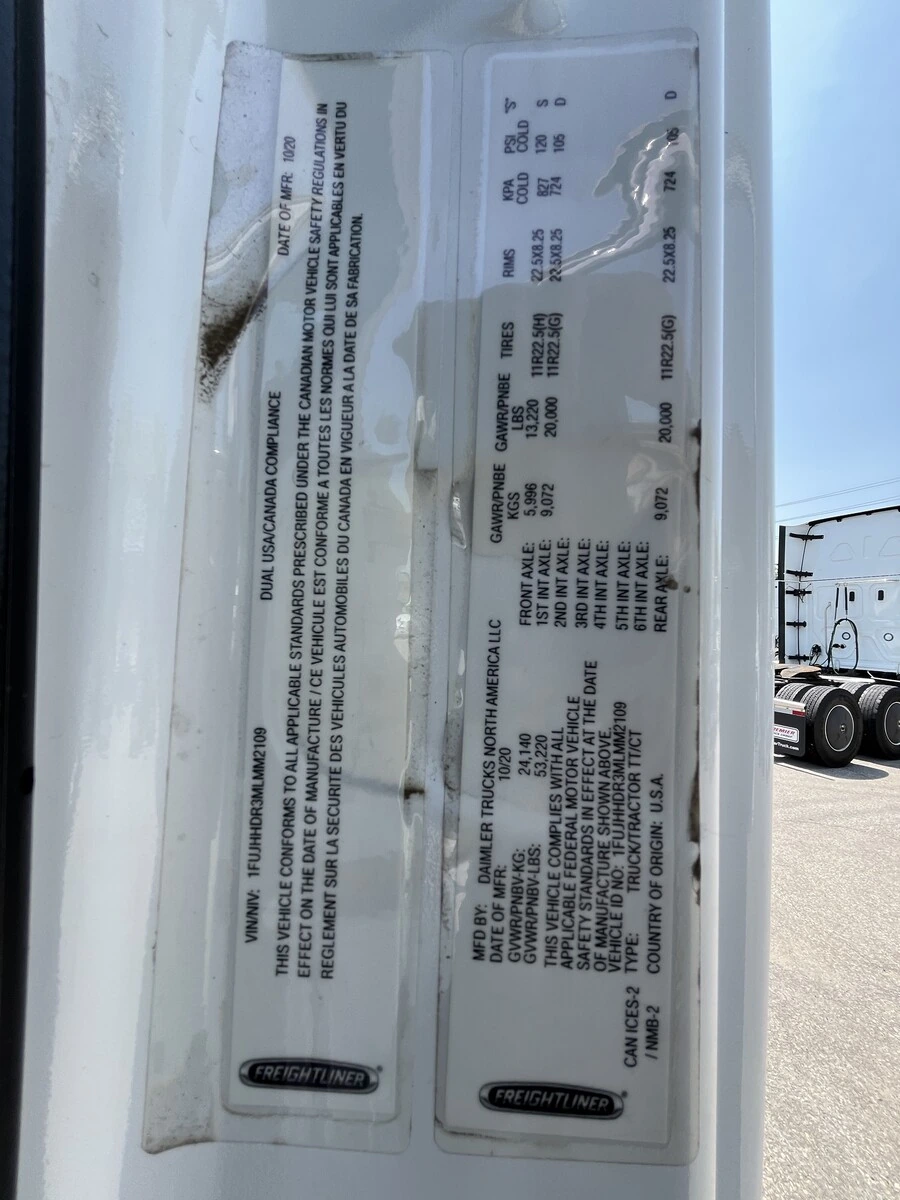 VIN/NIV: 1FUJHHDR3MLMM2109 DUAL USA/CANADA COMPLIANCE DATE OF MFR: 10/20
THIS VEHICLE CONFORMS TO ALL APPLICABLE STANDARDS PRESCRIBED UNDER THE CANADIAN MOTOR VEHICLE SAFETY REGULATIONS IN
EFFECT ON THE DATE OF MANUFACTURE / CE VEHICULE EST CONFORME A TOUTES LES NORMES QUI LUI SONT APPLICABLES EN VERTU DU
REGLEMENT SUR LA SECURITE DES VEHICULES AUTOMOBILES DU CANADA EN VIGUEUR A LA DATE DE SA FABRICATION.
FREIGHTLINER®
MFD BY: DAIMLER TRUCKS NORTH AMERICA LLC
DATE OF MFR: 10/20
GVWR/PNBV-KG: 24,140
GVWR/PNBV-LBS: 53,220
THIS VEHICLE COMPLIES WITH ALL
APPLICABLE FEDERAL MOTOR VEHICLE
SAFETY STANDARDS IN EFFECT AT THE DATE
OF MANUFACTURE SHOWN ABOVE.
VEHICLE ID NO: 1FUJHHDR3MLMM2109
TYPE: TRUCK/TRACTOR TT/CT
COUNTRY OF ORIGIN: U.S.A.
CAN ICES-2
/ NMB-2
FREIGHTLINER®
GAWR/PNBE GAWR/PNBE TIRES RIMS KPA PSI "S"
KGS LBS COLD COLD
FRONT AXLE: 5,996 13,220 11R22.5(H) 22.5X8.25 827 120 S
1ST INT AXLE: 9,072 20,000 11R22.5(G) 22.5X8.25 724 105 D
2ND INT AXLE:
3RD INT AXLE:
4TH INT AXLE:
5TH INT AXLE:
6TH INT AXLE:
REAR AXLE: 9,072 20,000 11R22.5(G) 22.5X8.25 724 105 D